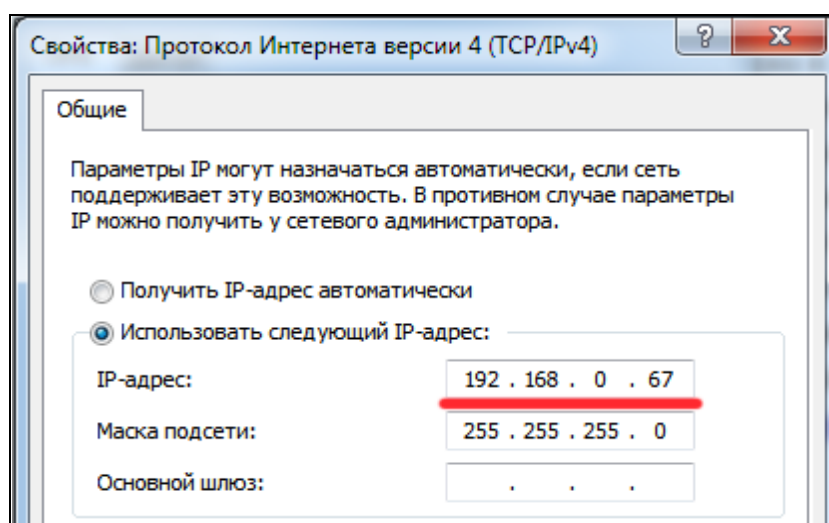 Свойства: Протокол Интернета версии 4 (TCP/IPv4)
?
Общие
Параметры IP могут назначаться автоматически, если сеть
поддерживает эту возможность. В противном случае параметры
IP можно получить у сетевого администратора.
Получить IP-адрес автоматически
Использовать следующий IP-адрес:
IP-адрес: 192 . 168 . 0 . 67
Маска подсети: 255 . 255 . 255 . 0
Основной шлюз: . . .